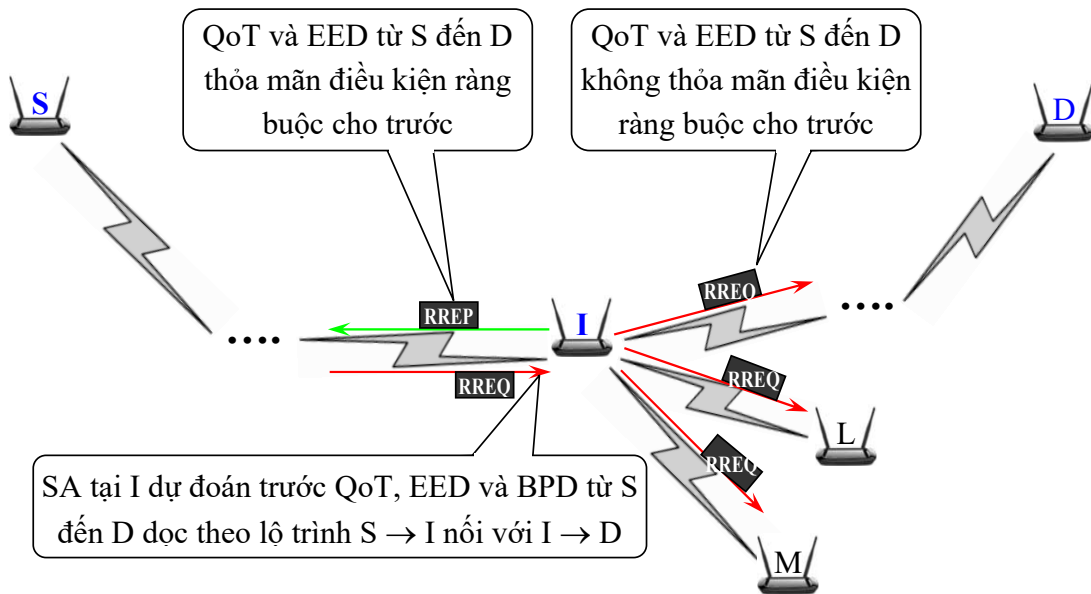 QoT và EED từ S đến D
thỏa mãn điều kiện ràng
buộc cho trước
QoT và EED từ S đến D
không thỏa mãn điều kiện
ràng buộc cho trước
S
D
RREQ
....
RREP
I
....
RREQ
RREQ
L
RREQ
SA tại I dự đoán trước QoT, EED và BPD từ S
đến D dọc theo lộ trình S → I nối với I → D
M